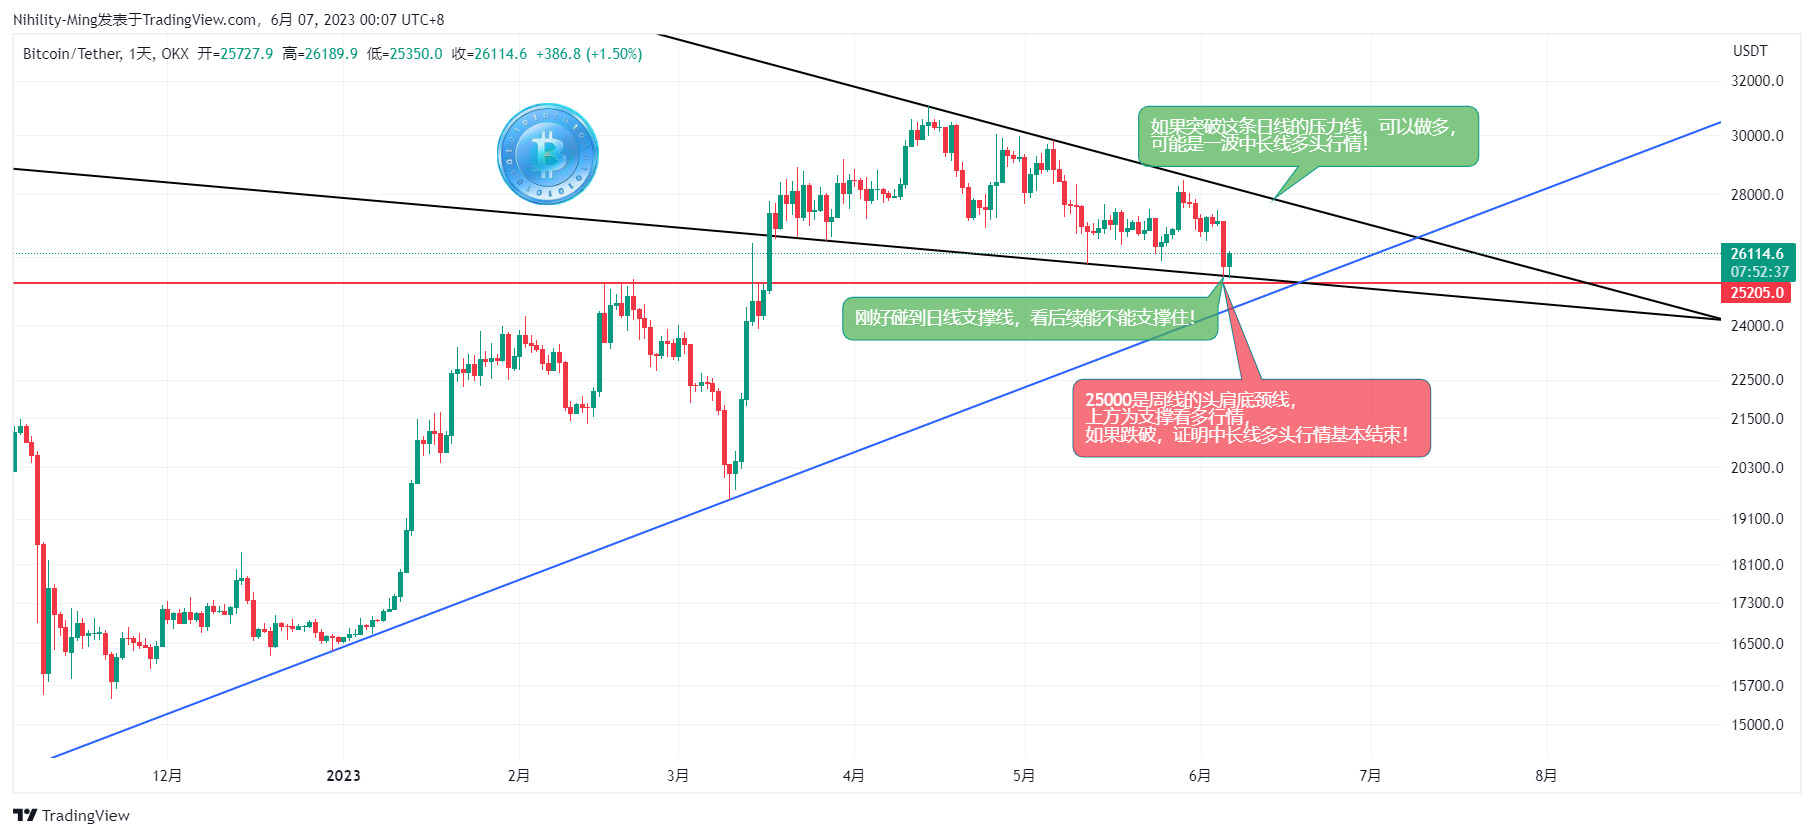 Nihility-Ming发表于TradingView.com，6月 07, 2023 00:07 UTC+8
Bitcoin/Tether, 1天, OKX 开=25727.9 高=26189.9 低=25350.0 收=26114.6 +386.8 (+1.50%)
USDT
32000.0
如果突破这条日线的压力线，可以做多，
可能是一波中长线多头行情！
30000.0
28000.0
26114.6
07:52:37
25205.0
刚好碰到日线支撑线，看后续能不能支撑住！
24000.0
22500.0
25000是周线的头肩底颈线，
上方为支撑看多行情，
如果跌破，证明中长线多头行情基本结束！
21500.0
20300.0
19100.0
18100.0
17300.0
16500.0
15700.0
15000.0
12月 2023 2月 3月 4月 5月 6月 7月 8月
TradingView